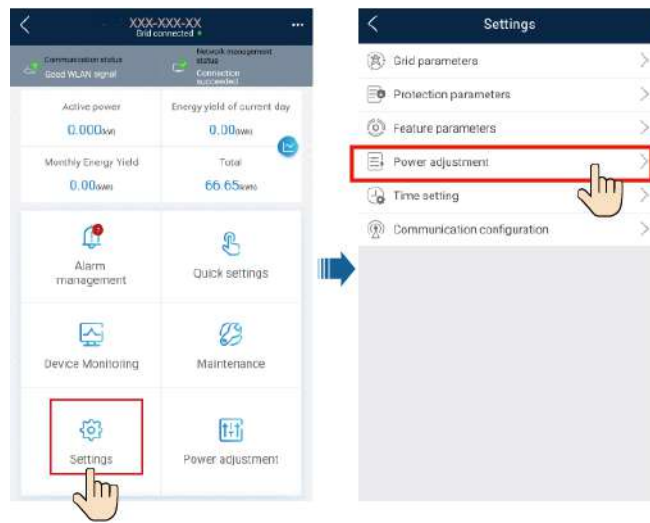 XXX-XXX-XX
Grid connected
Communication status
Good WLAN signal
Network management status
Connection succeeded
Active power
0.000kW
Energy yield of current day
0.00kWh
Monthly Energy Yield
0.00kWh
Total
66.65kWh
Alarm management
Quick settings
Device Monitoring
Maintenance
Settings
Power adjustment
Settings
Grid parameters
Protection parameters
Feature parameters
Power adjustment
Time setting
Communication configuration